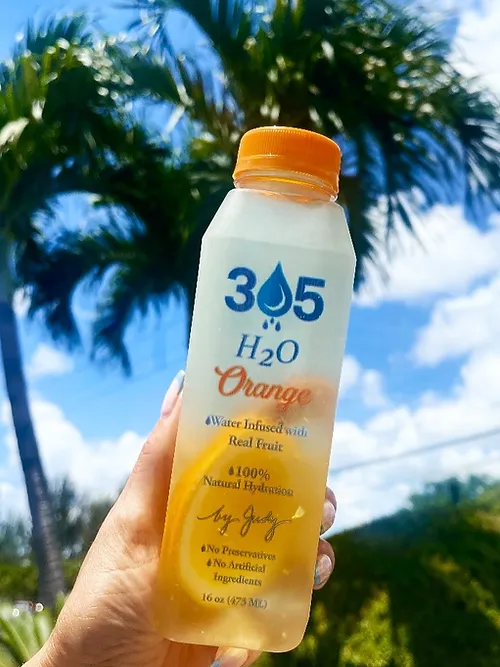 305
H2O
Orange
Water Infused with
Real Fruit
100%
Natural Hydration
by Judy
No Preservatives
No Artificial
Ingredients
16 oz (473 ML)